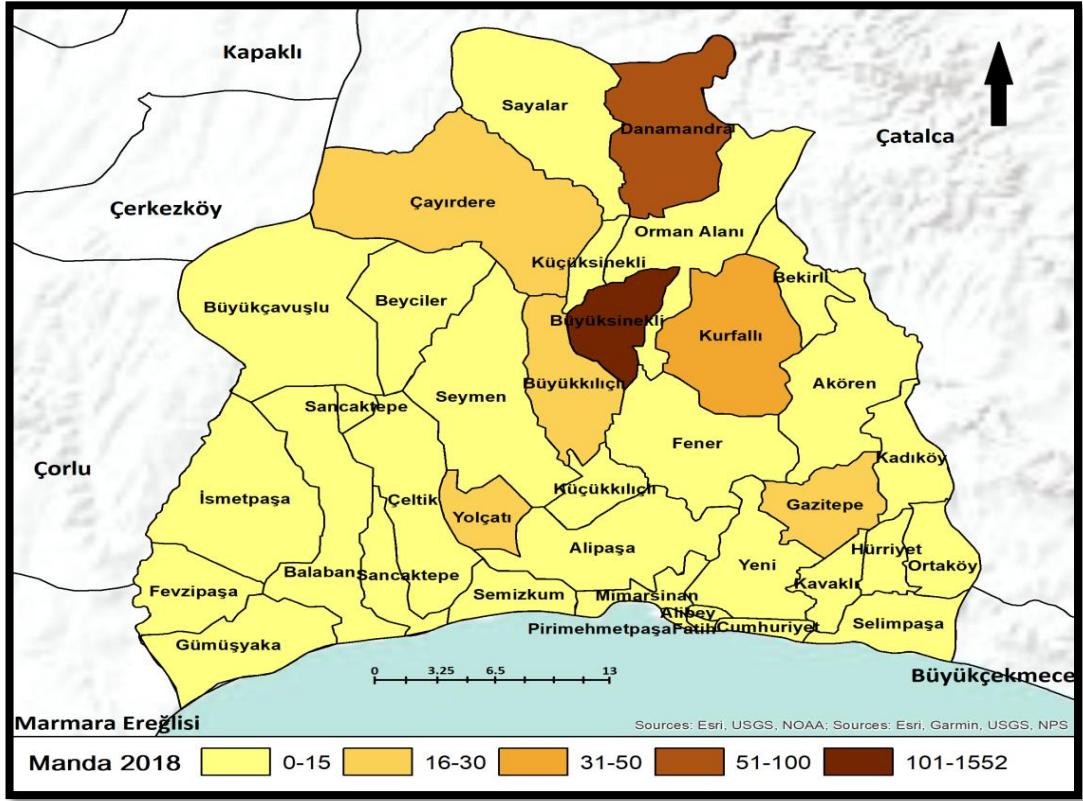 Kapaklı
Sayalar
Danamandra
Çatalca
Çerkezköy
Çayırdere
Orman Alanı
Küçüksinekli
Bekirli
Büyükçavuşlu
Beyciler
Büyüksinekli
Kurfallı
Büyükkılıçlı
Akören
Seymen
Sancaktepe
Fener
Kadıköy
Çorlu
İsmetpaşa
Çeltik
Küçükkılıçlı
Yolçatı
Gazitepe
Alipaşa
Hürriyet
Yeni
Ortaköy
Balaban
Sancaktepe
Kavaklı
Fevzipaşa
Semizkum
Mimarsinan
Alibey
Selimpaşa
Pirimehmetpaşa
Fatih
Cumhuriyet
Gümüşyaka
0 3.25 6.5 13
Büyükçekmece
Marmara Ereğlisi
Sources: Esri, USGS, NOAA; Sources: Esri, Garmin, USGS, NPS
Manda 2018 0-15 16-30 31-50 51-100 101-1552